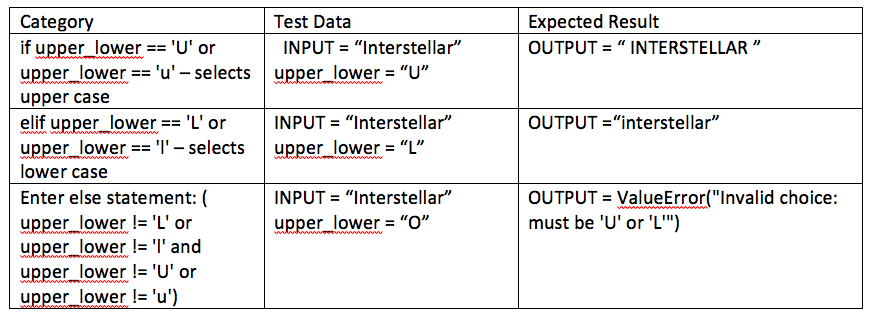 Category
Test Data
Expected Result
if upper_lower == 'U' or
upper_lower == 'u' – selects
upper case
INPUT = “Interstellar”
upper_lower = “U”
OUTPUT = “ INTERSTELLAR ”
elif upper_lower == 'L' or
upper_lower == 'l' – selects
lower case
INPUT = “Interstellar”
upper_lower = “L”
OUTPUT =“interstellar”
Enter else statement: (
upper_lower != 'L' or
upper_lower != 'l' and
upper_lower != 'U' or
upper_lower != 'u')
INPUT = “Interstellar”
upper_lower = “O”
OUTPUT = ValueError("Invalid choice:
must be 'U' or 'L'")